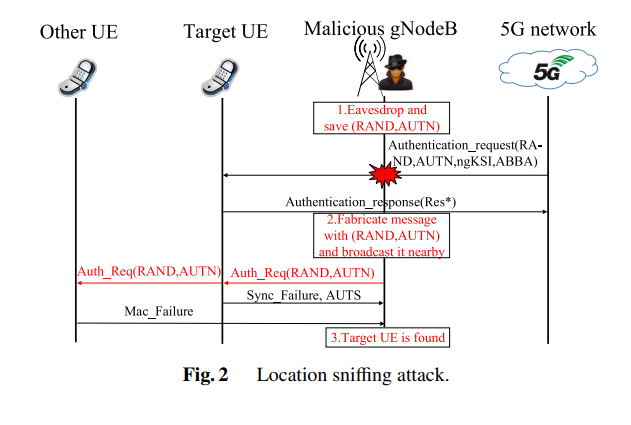 Other UE
Target UE
Malicious gNodeB
5G network
5G
1.Eavesdrop and
save (RAND,AUTN)
Authentication_request(RA-
ND,AUTN,ngKSI,ABBA)
Authentication_response(Res*)
2.Fabricate message
with (RAND,AUTN)
and broadcast it nearby
Auth_Req(RAND,AUTN)
Auth_Req(RAND,AUTN)
Sync_Failure, AUTS
Mac_Failure
3.Target UE is found
Fig. 2 Location sniffing attack.